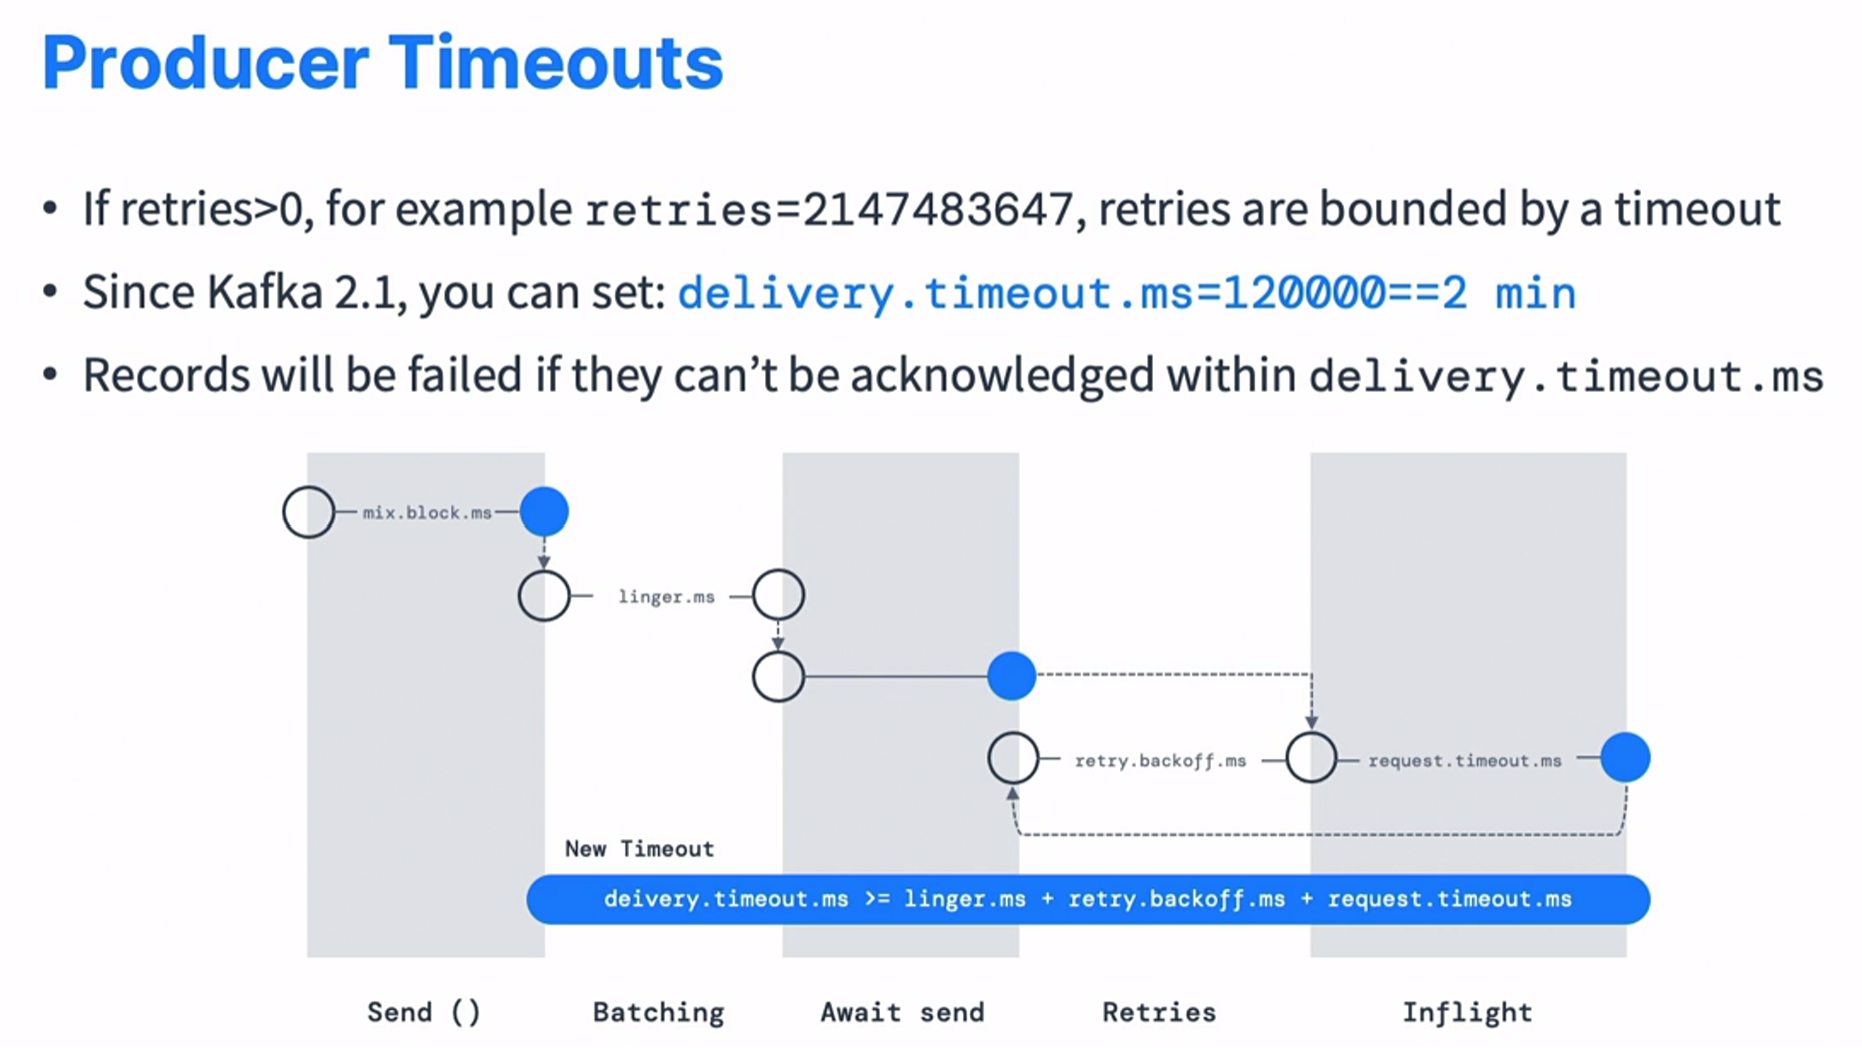 Producer Timeouts
• If retries>0, for example retries=2147483647, retries are bounded by a timeout
• Since Kafka 2.1, you can set: delivery.timeout.ms=120000==2 min
• Records will be failed if they can’t be acknowledged within delivery.timeout.ms
mix.block.ms
linger.ms
retry.backoff.ms
request.timeout.ms
New Timeout
deivery.timeout.ms >= linger.ms + retry.backoff.ms + request.timeout.ms
Send () Batching Await send Retries Inflight